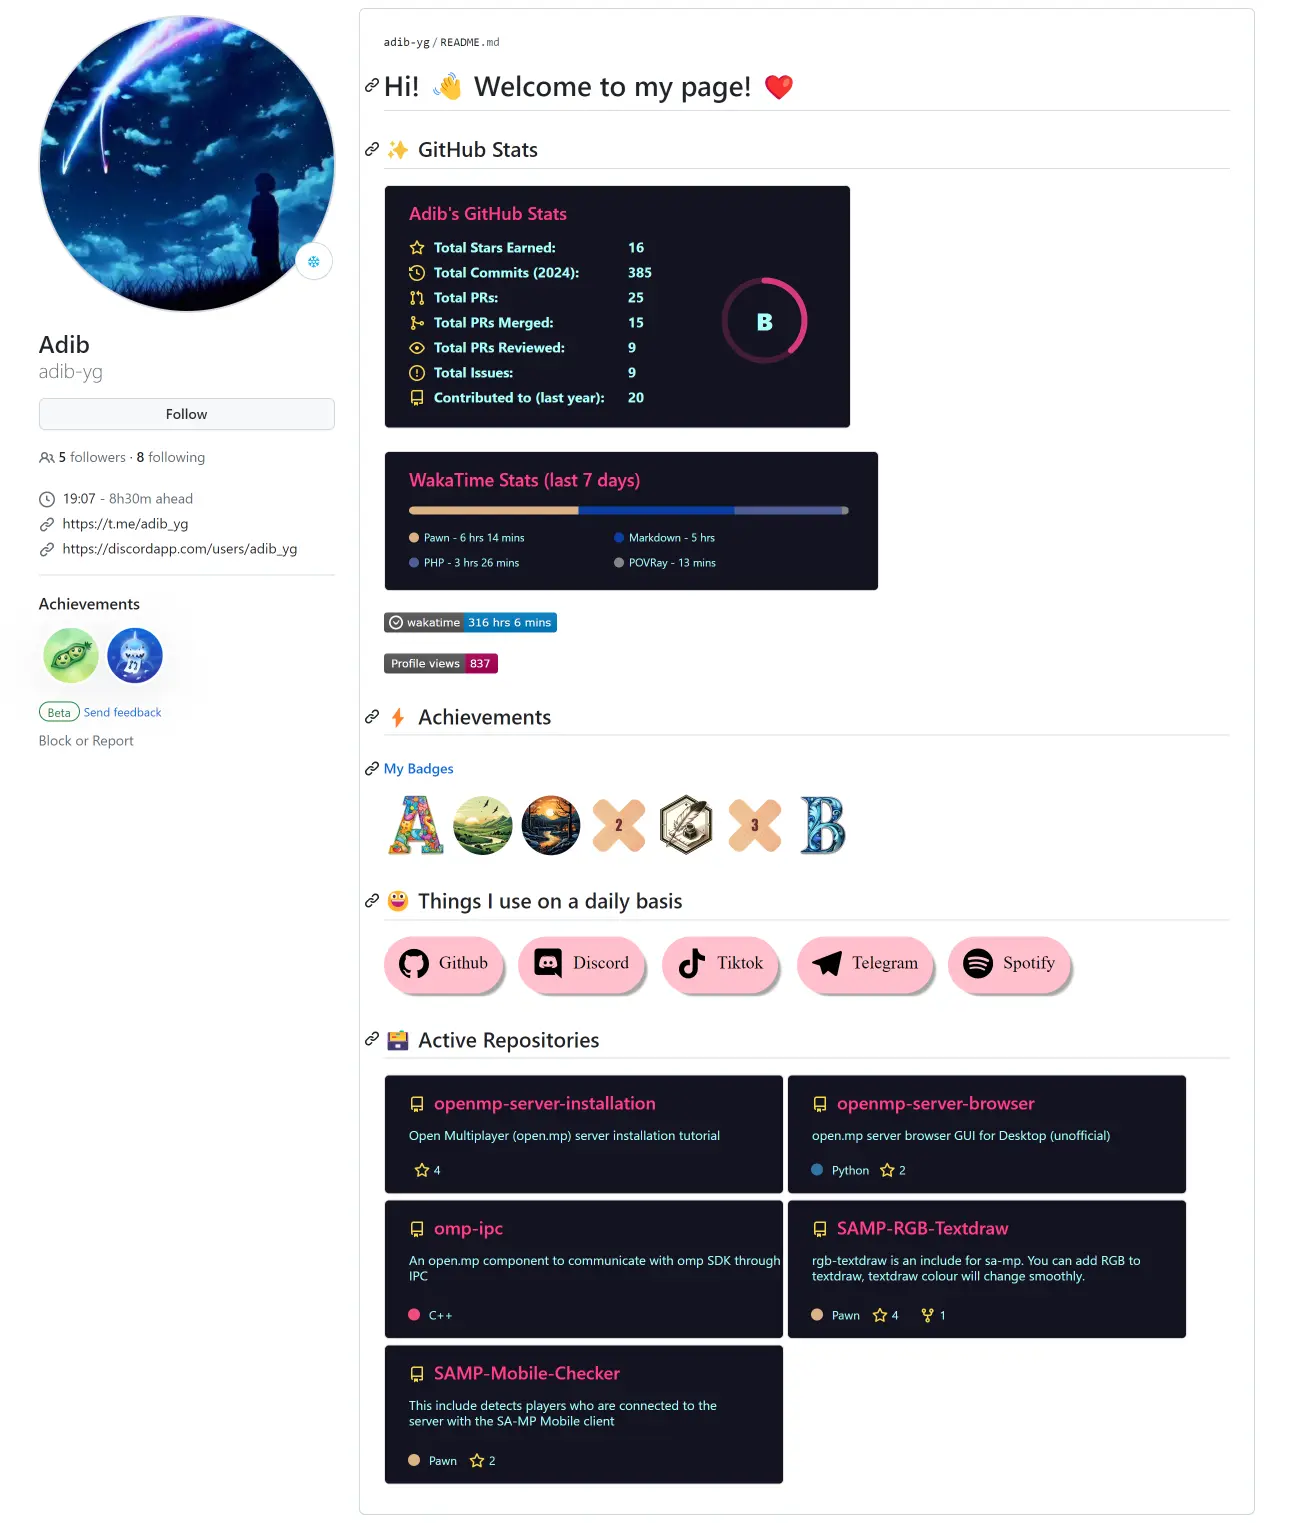 Adib
adib-yg
Follow
5 followers · 8 following
19:07 - 8h30m ahead
https://t.me/adib_yg
https://discordapp.com/users/adib_yg
Achievements
Beta Send feedback
Block or Report
adib-yg/README.md
Hi! 👋 Welcome to my page! ❤️
✨ GitHub Stats
Adib's GitHub Stats
Total Stars Earned: 16
Total Commits (2024): 385
Total PRs: 25
Total PRs Merged: 15
Total PRs Reviewed: 9
Total Issues: 9
Contributed to (last year): 20
B
WakaTime Stats (last 7 days)
Pawn - 6 hrs 14 mins
Markdown - 5 hrs
PHP - 3 hrs 26 mins
POVRay - 13 mins
wakatime 316 hrs 6 mins
Profile views 837
⚡ Achievements
My Badges
A 2 3 B
😀 Things I use on a daily basis
Github Discord Tiktok Telegram Spotify
🗃️ Active Repositories
openmp-server-installation
Open Multiplayer (open.mp) server installation tutorial
4
openmp-server-browser
open.mp server browser GUI for Desktop (unofficial)
Python 2
omp-ipc
An open.mp component to communicate with omp SDK through
IPC
C++
SAMP-RGB-Textdraw
rgb-textdraw is an include for sa-mp. You can add RGB to
textdraw, textdraw colour will change smoothly.
Pawn 4 1
SAMP-Mobile-Checker
This include detects players who are connected to the
server with the SA-MP Mobile client
Pawn 2